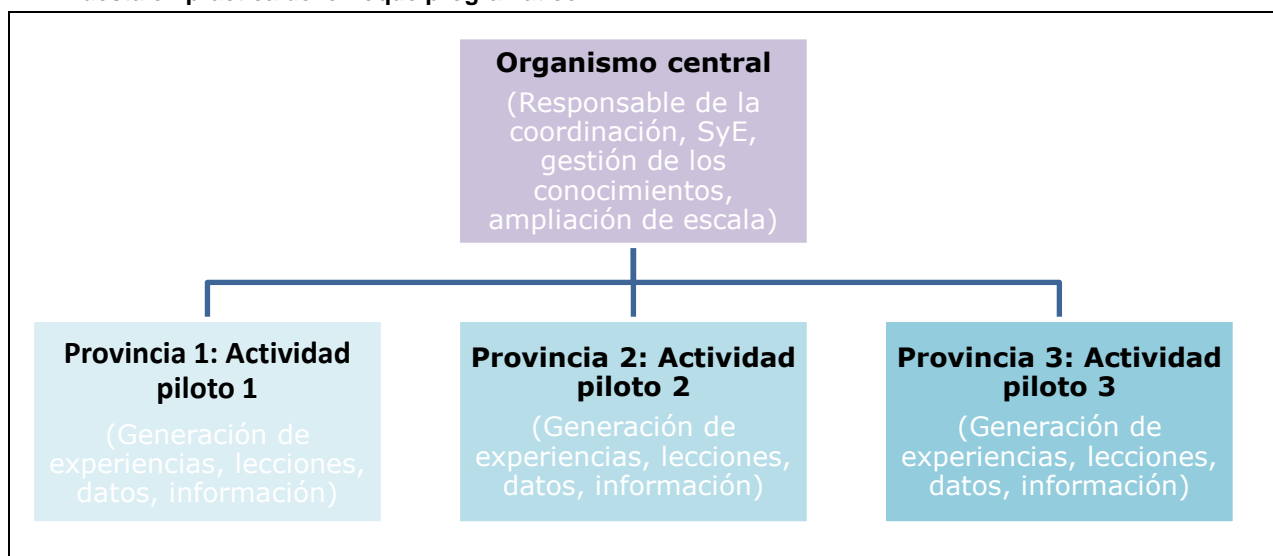 Organismo central
(Responsable de la
coordinación, SyE,
gestión de los
conocimientos,
ampliación de escala)
Provincia 1: Actividad
piloto 1
(Generación de
experiencias, lecciones,
datos, información)
Provincia 2: Actividad
piloto 2
(Generación de
experiencias, lecciones,
datos, información)
Provincia 3: Actividad
piloto 3
(Generación de
experiencias, lecciones,
datos, información)